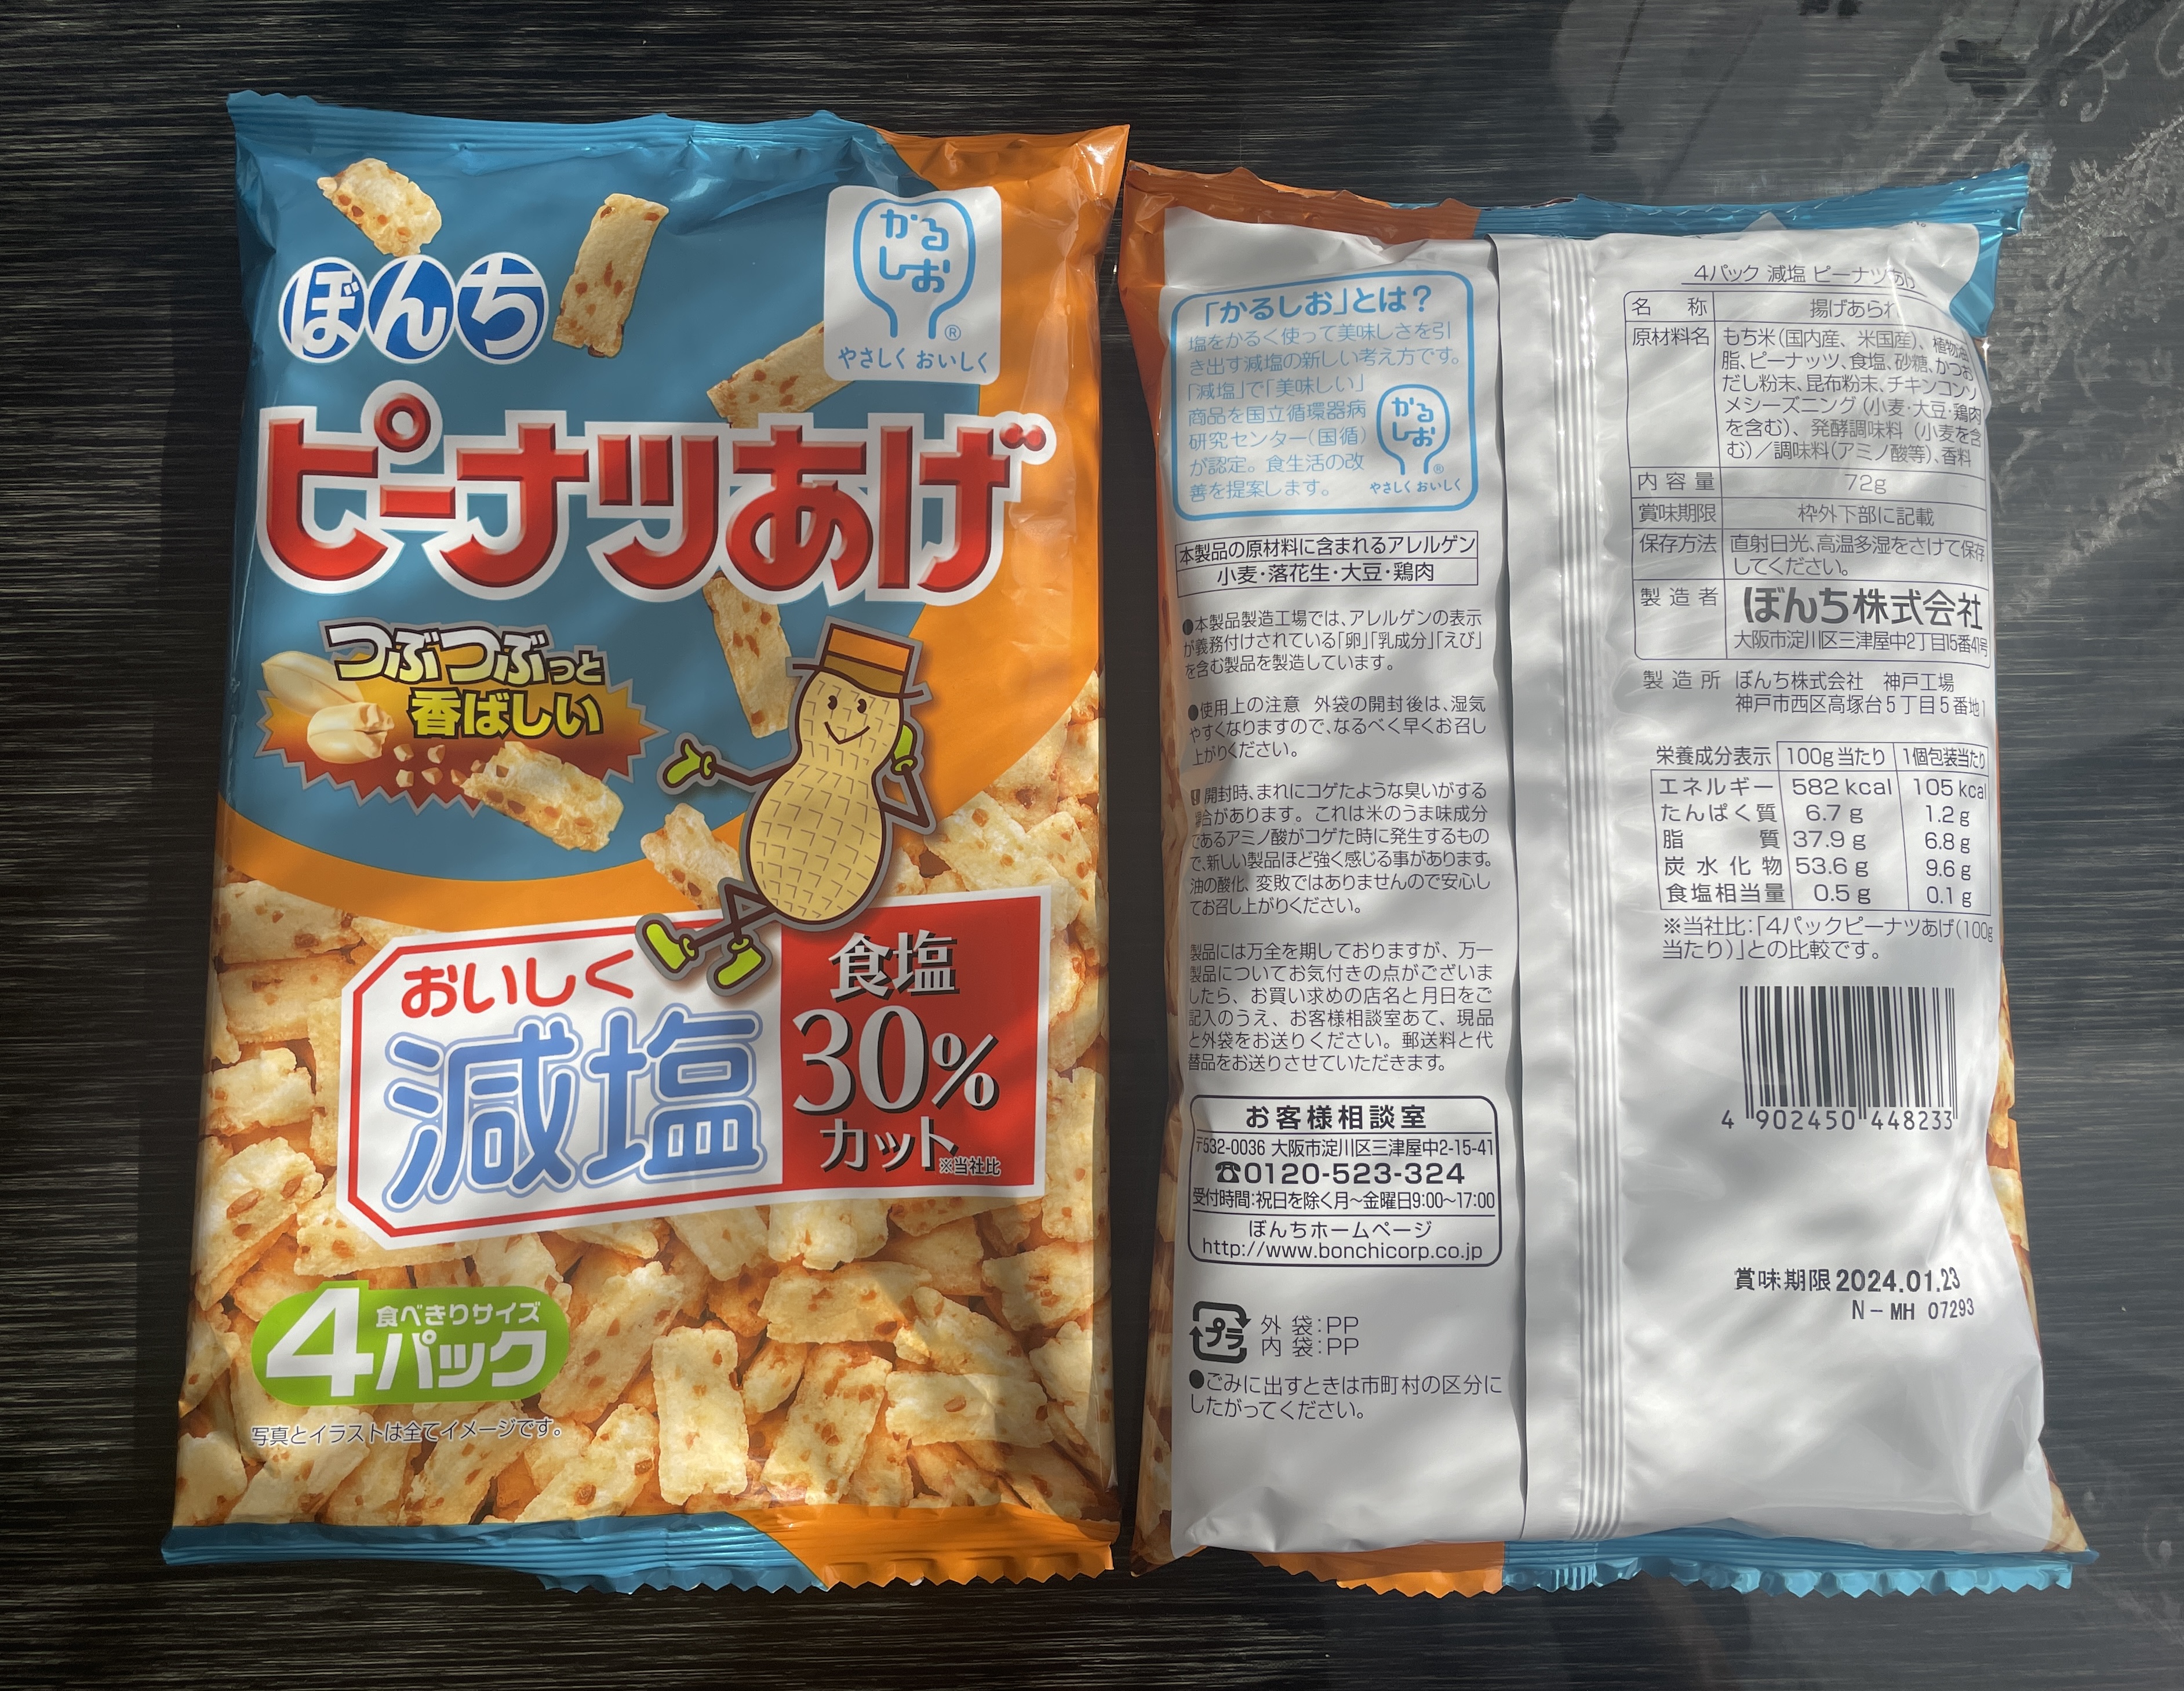 ぼんち
かるしお®
やさしく おいしく
ピーナツあげ
つぶつぶっと
香ばしい
おいしく
減塩
食塩
30%
カット
※当社比
4パック
食べきりサイズ
写真とイラストは全てイメージです。
「かるしお」とは？
塩をかるく使って美味しさを引
き出す減塩の新しい考え方です。
「減塩」で「美味しい」
商品を国立循環器病
研究センター(国循)
が認定。食生活の改
善を提案します。
かるしお®
やさしく おいしく
本製品の原材料に含まれるアレルゲン
小麦・落花生・大豆・鶏肉
●本製品製造工場では、アレルゲンの表示
が義務付けされている「卵」「乳成分」「えび」
を含む製品を製造しています。
●使用上の注意 外袋の開封後は、湿気
やすくなりますので、なるべく早くお召し
上がりください。
開封時、まれにコゲたような臭いがする
場合があります。これは米のうま味成分
であるアミノ酸がコゲた時に発生するもの
で、新しい製品ほど強く感じる事があります。
油の酸化、変敗ではありませんので安心し
てお召し上がりください。
製品には万全を期しておりますが、万一
製品についてお気付きの点がございま
したら、お買い求めの店名と月日をご
記入のうえ、お客様相談室あて、現品
と外袋をお送りください。郵送料と代
替品をお送りさせていただきます。
お客様相談室
〒532-0036 大阪市淀川区三津屋中2-15-41
☎0120-523-324
受付時間:祝日を除く月～金曜日9:00～17:00
ぼんちホームページ
http://www.bonchicorp.co.jp
プラ
外 袋:PP
内 袋:PP
●ごみに出すときは市町村の区分に
したがってください。
4パック 減塩 ピーナツあげ
名 称 揚げあられ
原材料名 もち米(国内産、米国産)、植物油
脂、ピーナッツ、食塩、砂糖、かつお
だし粉末、昆布粉末、チキンコンソ
メシーズニング(小麦・大豆・鶏肉
を含む)、発酵調味料(小麦を含
む)／調味料(アミノ酸等)、香料
内容量 72g
賞味期限 枠外下部に記載
保存方法 直射日光、高温多湿をさけて保存
してください。
製造者 ぼんち株式会社
大阪市淀川区三津屋中2丁目15番41号
製造所 ぼんち株式会社 神戸工場
神戸市西区高塚台5丁目5番地1
栄養成分表示 100g当たり 1個包装当たり
エネルギー 582 kcal 105 kcal
たんぱく質 6.7 g 1.2 g
脂 質 37.9 g 6.8 g
炭水化物 53.6 g 9.6 g
食塩相当量 0.5 g 0.1 g
※当社比:「4パックピーナツあげ(100g
当たり)」との比較です。
4 902450 448233
賞味期限 2024.01.23
N-MH 07293